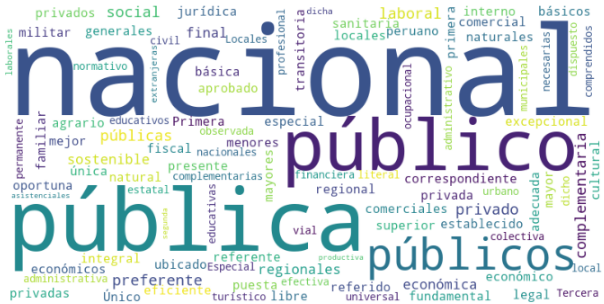 privados social jurídica laboral interno básicos
militar generales final sanitaria comercial
laborales Locales locales peruano naturales
nacional
normativo civil extranjeras profesional transitoria primera dicha municipales necesarias dispuesto comprendidos
básica aprobado
agrario educativos Primera especial ocupacional administrativo excepcional
permanente familiar públicas observada menores
público
mejor fiscal nacionales
sostenible presente mayores financiera literal correspondiente complementaria cultural
única complementarias
oportuna natural estatal educativas regional privada urbano adecuada dicho mayor
asistenciales segunda
pública
vial comerciales privado colectiva
superior establecido
públicos
integral referente productiva local
económicos ubicado Especial regionales económico
administrativa preferente puesta efectiva referido económica
privadas Único eficiente turístico libre universal fundamental legal Tercera